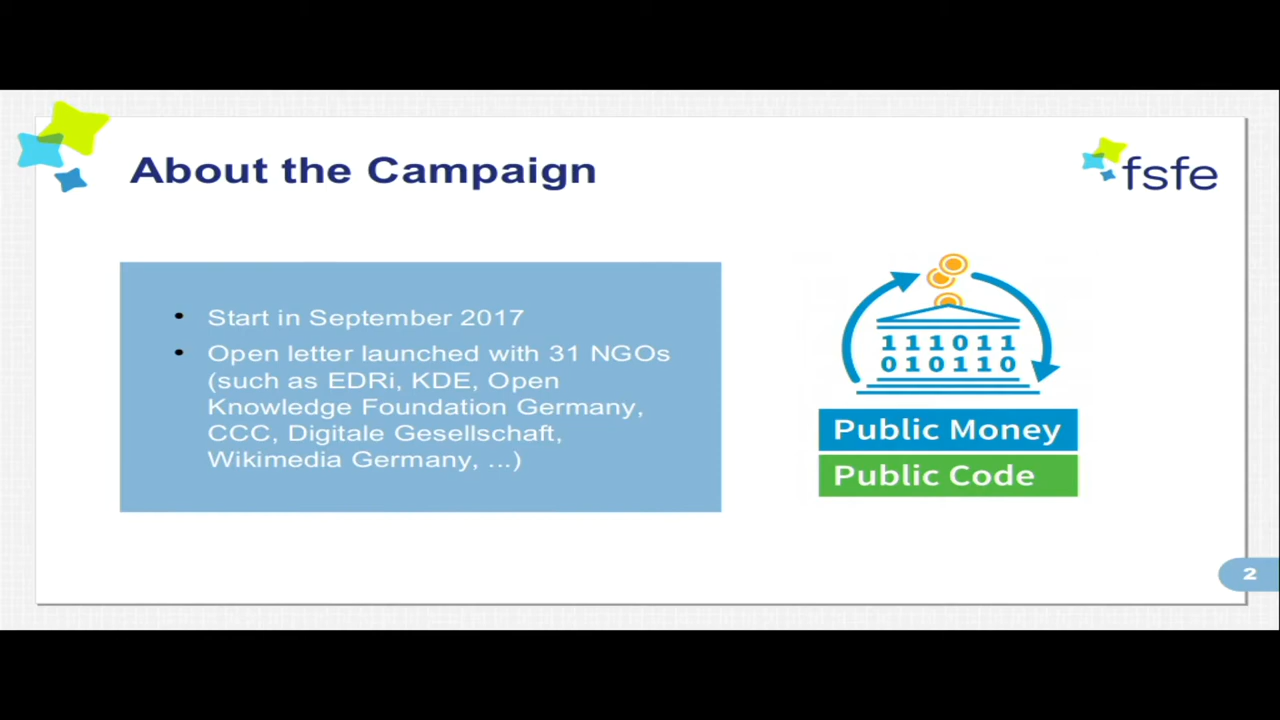 About the Campaign
fsfe
• Start in September 2017
• Open letter launched with 31 NGOs
(such as EDRi, KDE, Open
Knowledge Foundation Germany,
CCC, Digitale Gesellschaft,
Wikimedia Germany, ...)
111011
010110
Public Money
Public Code
2